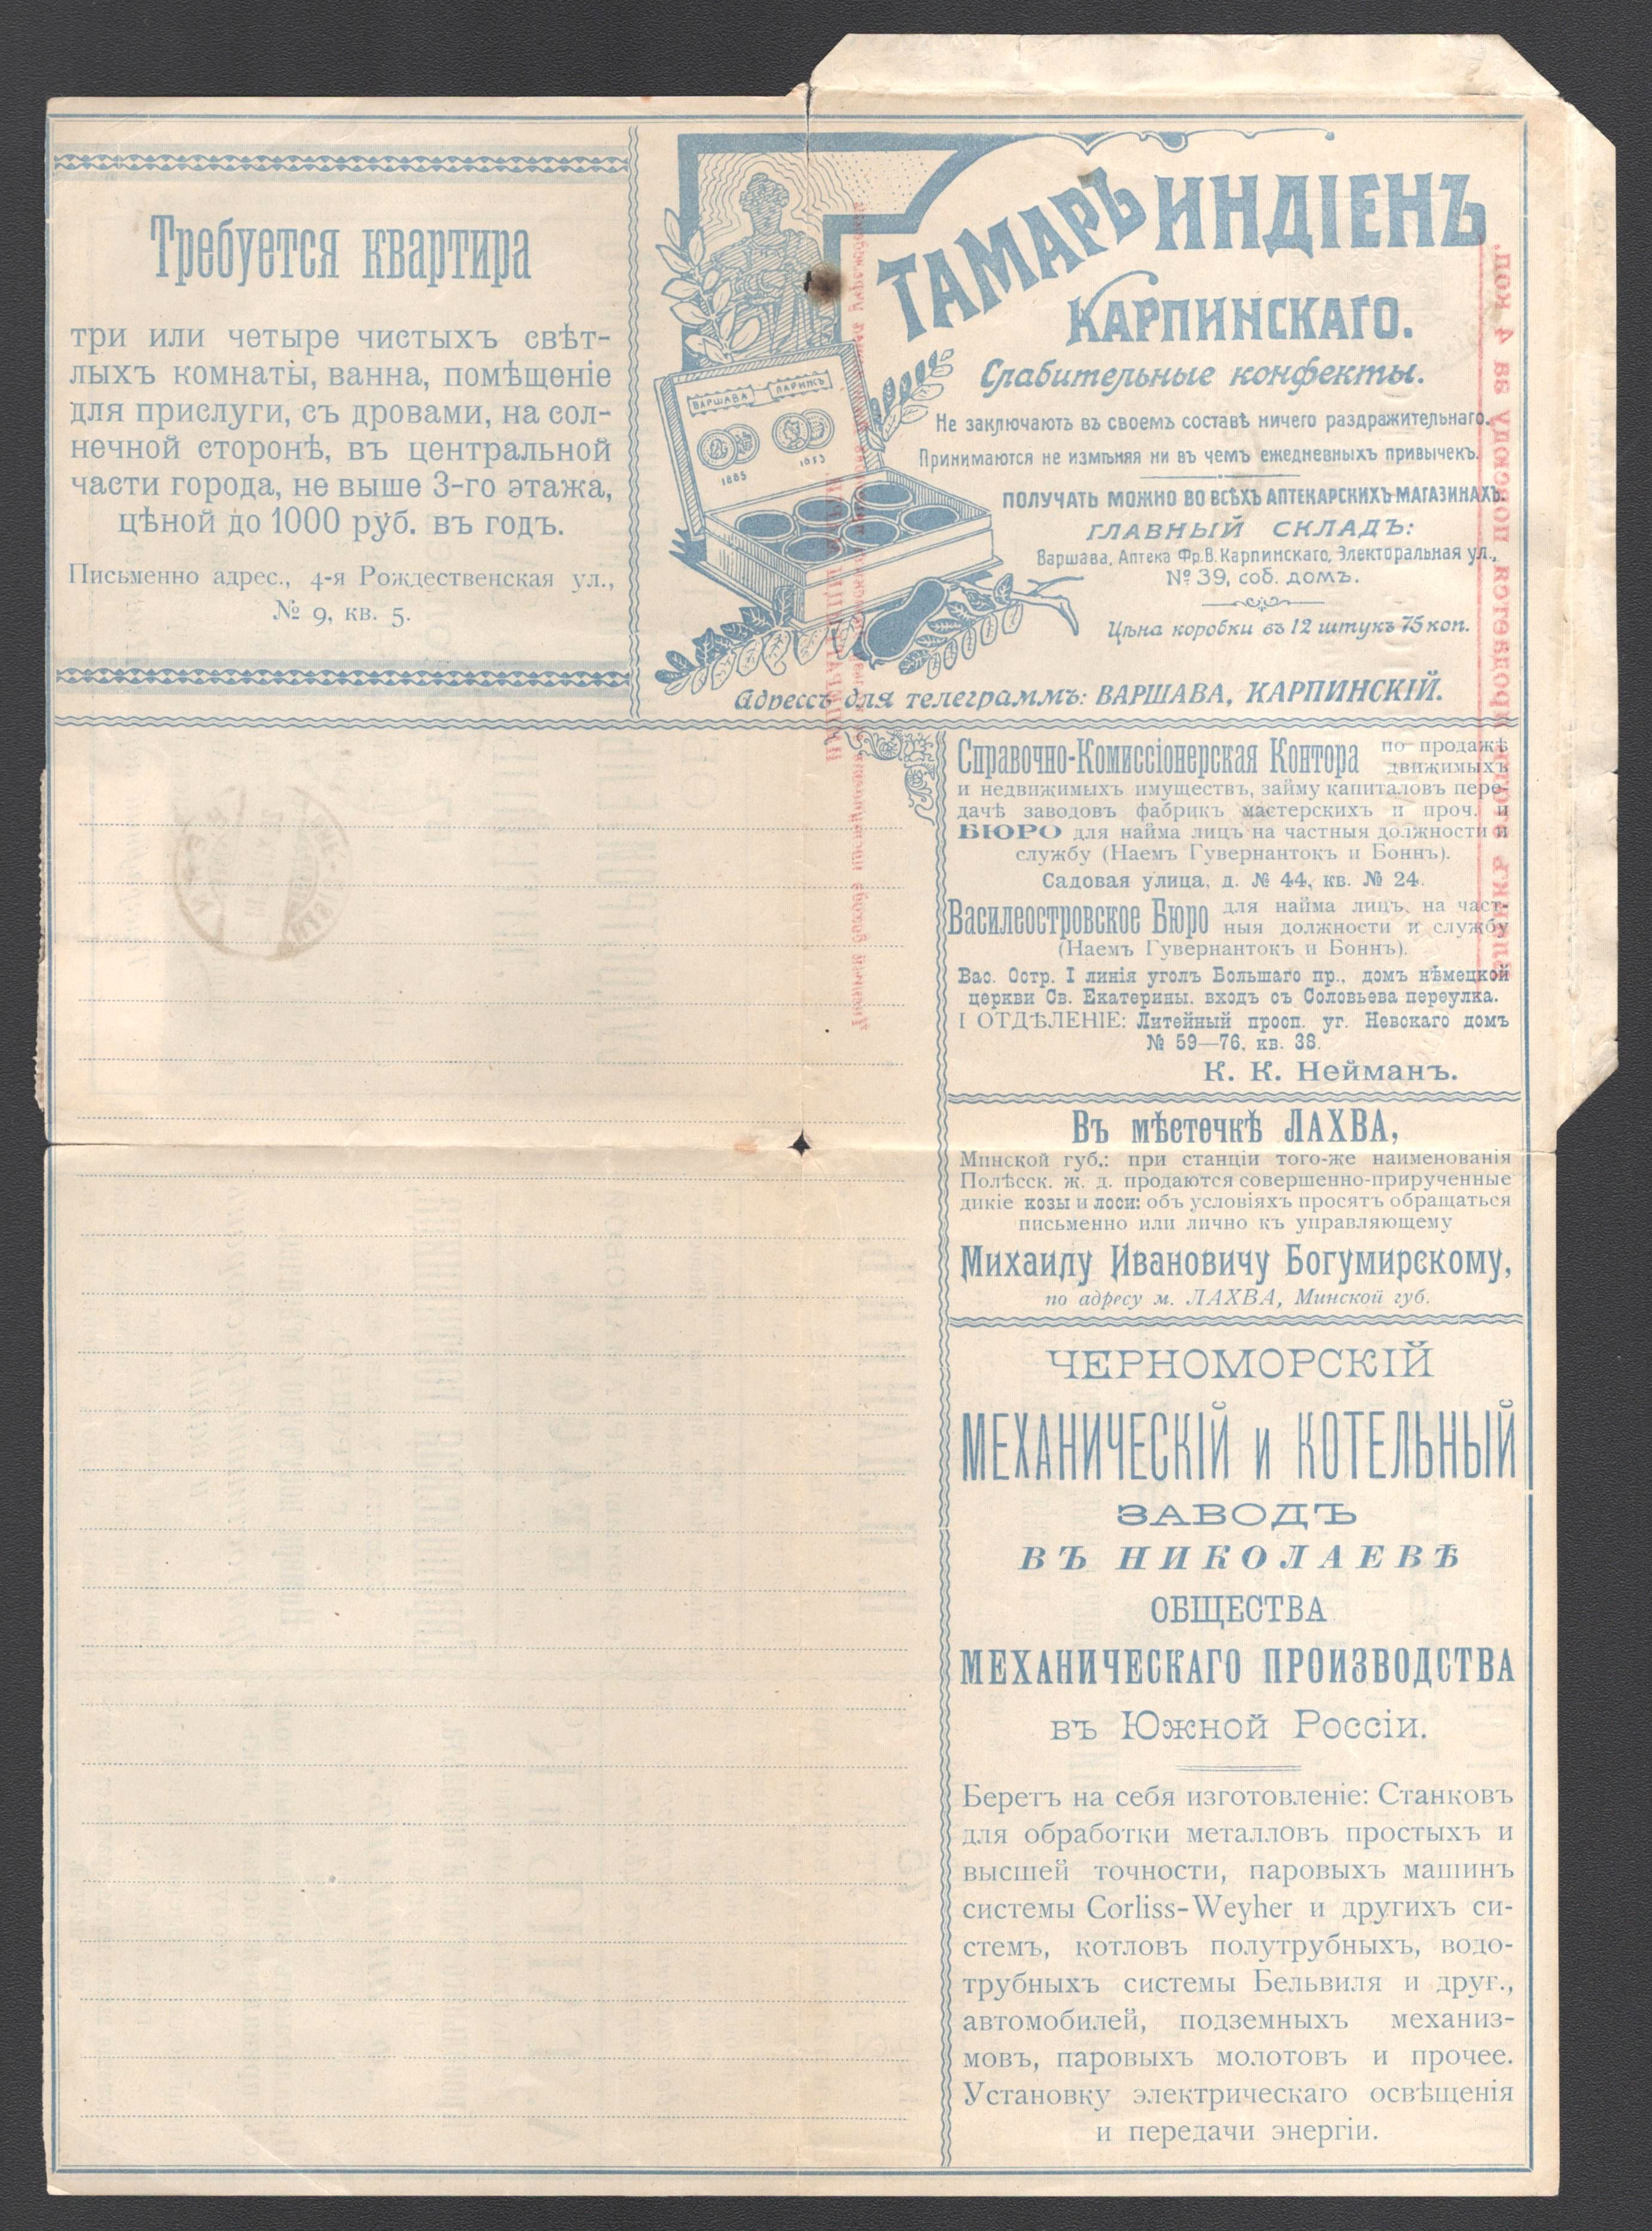 Требуется квартира
три или четыре чистыхъ свѣт-
лыхъ комнаты, ванна, помѣщеніе
для прислуги, съ дровами, на сол-
нечной сторонѣ, въ центральной
части города, не выше 3-го этажа,
цѣной до 1000 руб. въ годъ.
Письменно адрес., 4-я Рождественская ул.,
№ 9, кв. 5.
ТАМАРЪ ИНДІЕНЪ
КАРПИНСКАГО.
Слабительные конфекты.
Не заключаютъ въ своемъ составѣ ничего раздражительнаго.
Принимаются не измѣняя ни въ чемъ ежедневныхъ привычекъ.
ПОЛУЧАТЬ МОЖНО ВО ВСѢХЪ АПТЕКАРСКИХЪ МАГАЗИНАХЪ.
ГЛАВНЫЙ СКЛАДЪ:
Варшава, Аптека Фр. В. Карпинскаго, Электоральная ул.,
№ 39, соб. домъ.
Цѣна коробки въ 12 штукъ 75 коп.
Адрессъ для телеграммъ: ВАРШАВА, КАРПИНСКІЙ.
ВАРШАВА ПАРИЖЪ
1885
Справочно-Комиссіонерская Контора по продажѣ
движимыхъ
и недвижимыхъ имуществъ, займу капиталовъ пере-
дачѣ заводовъ фабрикъ мастерскихъ и проч. и
БЮРО для найма лицъ на частныя должности и
службу (Наемъ Гувернантокъ и Боннъ).
Садовая улица, д. № 44, кв. № 24.
Василеостровское Бюро для найма лицъ на част-
ныя должности и службу
(Наемъ Гувернантокъ и Боннъ).
Вас. Остр. I линія уголъ Большаго пр., домъ нѣмецкой
церкви Св. Екатерины. входъ съ Соловьева переулка.
I ОТДѢЛЕНІЕ: Литейный просп. уг. Невскаго домъ
№ 59—76, кв. 38.
К. К. Нейманъ.
Въ мѣстечкѣ ЛАХВА,
Минской губ.: при станціи того-же наименованія
Полѣсск. ж. д. продаются совершенно-прирученные
дикіе козы и лоси: объ условіяхъ просятъ обращаться
письменно или лично къ управляющему
Михаилу Ивановичу Богумирскому,
по адресу м. ЛАХВА, Минской губ.
ЧЕРНОМОРСКІЙ
МЕХАНИЧЕСКІЙ и КОТЕЛЬНЫЙ
ЗАВОДЪ
ВЪ НИКОЛАЕВѢ
ОБЩЕСТВА
МЕХАНИЧЕСКАГО ПРОИЗВОДСТВА
въ Южной Россіи.
Беретъ на себя изготовленіе: Станковъ
для обработки металловъ простыхъ и
высшей точности, паровыхъ машинъ
системы Corliss-Weyher и другихъ си-
стемъ, котловъ полутрубныхъ, водо-
трубныхъ системы Бельвиля и друг.,
автомобилей, подземныхъ механиз-
мовъ, паровыхъ молотовъ и прочее.
Установку электрическаго освѣщенія
и передачи энергіи.